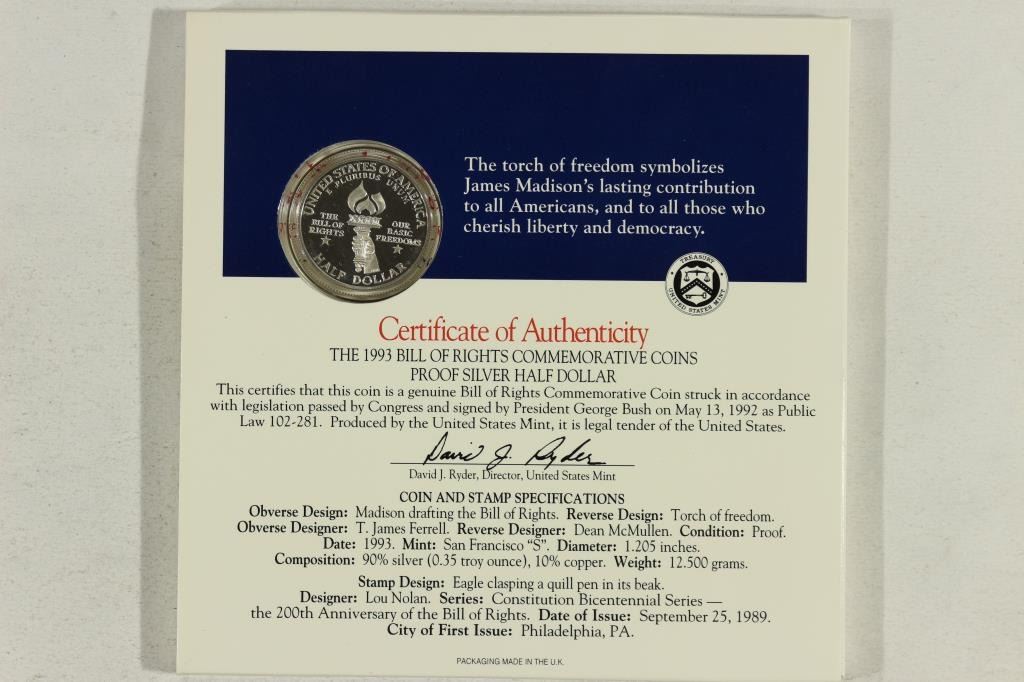 The torch of freedom symbolizes
James Madison's lasting contribution
to all Americans, and to all those who
cherish liberty and democracy.
UNITED STATES OF AMERICA
E PLURIBUS UNUM
THE
BILL OF
RIGHTS
OUR
BASIC
FREEDOMS
HALF DOLLAR
TREASURY
UNITED STATES MINT
Certificate of Authenticity
THE 1993 BILL OF RIGHTS COMMEMORATIVE COINS
PROOF SILVER HALF DOLLAR
This certifies that this coin is a genuine Bill of Rights Commemorative Coin struck in accordance
with legislation passed by Congress and signed by President George Bush on May 13, 1992 as Public
Law 102-281. Produced by the United States Mint, it is legal tender of the United States.
David J. Ryder
David J. Ryder, Director, United States Mint
COIN AND STAMP SPECIFICATIONS
Obverse Design: Madison drafting the Bill of Rights. Reverse Design: Torch of freedom.
Obverse Designer: T. James Ferrell. Reverse Designer: Dean McMullen. Condition: Proof.
Date: 1993. Mint: San Francisco "S". Diameter: 1.205 inches.
Composition: 90% silver (0.35 troy ounce), 10% copper. Weight: 12.500 grams.
Stamp Design: Eagle clasping a quill pen in its beak.
Designer: Lou Nolan. Series: Constitution Bicentennial Series —
the 200th Anniversary of the Bill of Rights. Date of Issue: September 25, 1989.
City of First Issue: Philadelphia, PA.
PACKAGING MADE IN THE U.K.